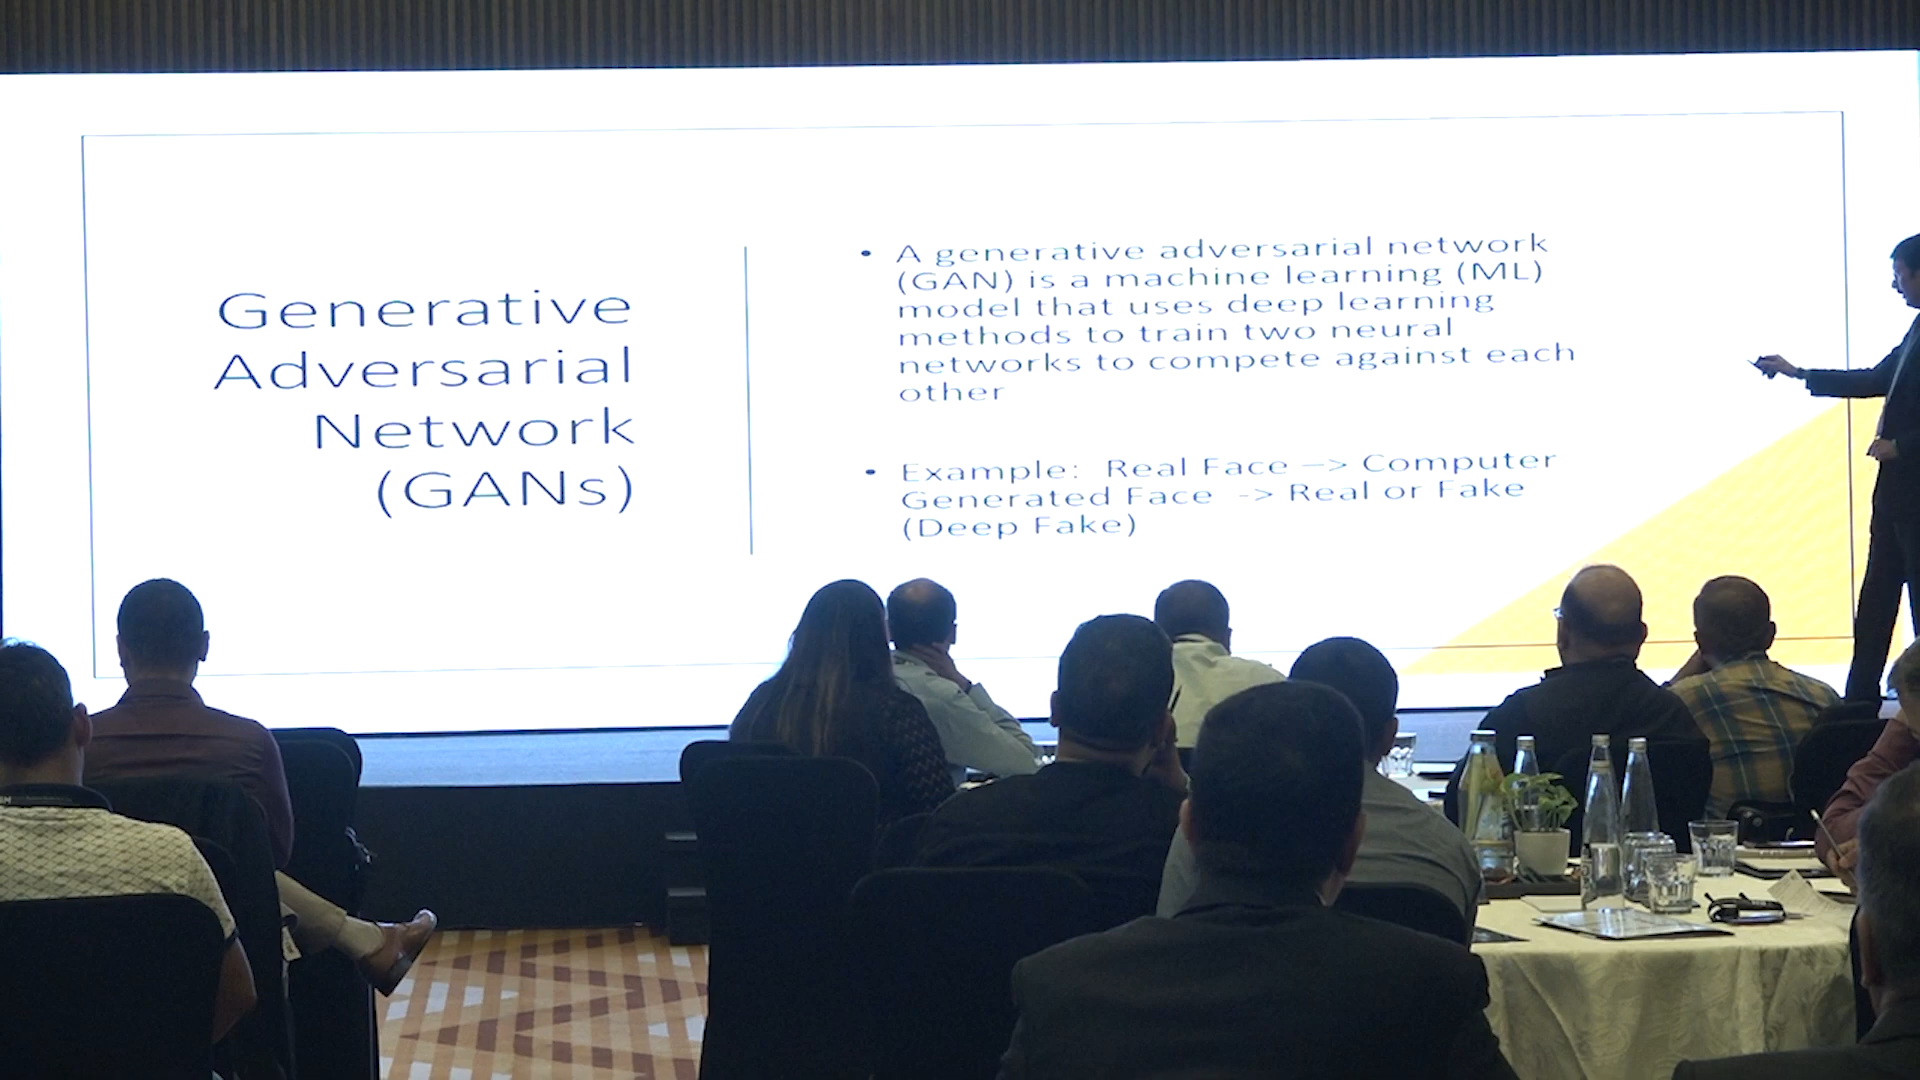 Generative
Adversarial
Network
(GANs)
• A generative adversarial network
(GAN) is a machine learning (ML)
model that uses deep learning
methods to train two neural
networks to compete against each
other
• Example: Real Face –> Computer
Generated Face -> Real or Fake
(Deep Fake)